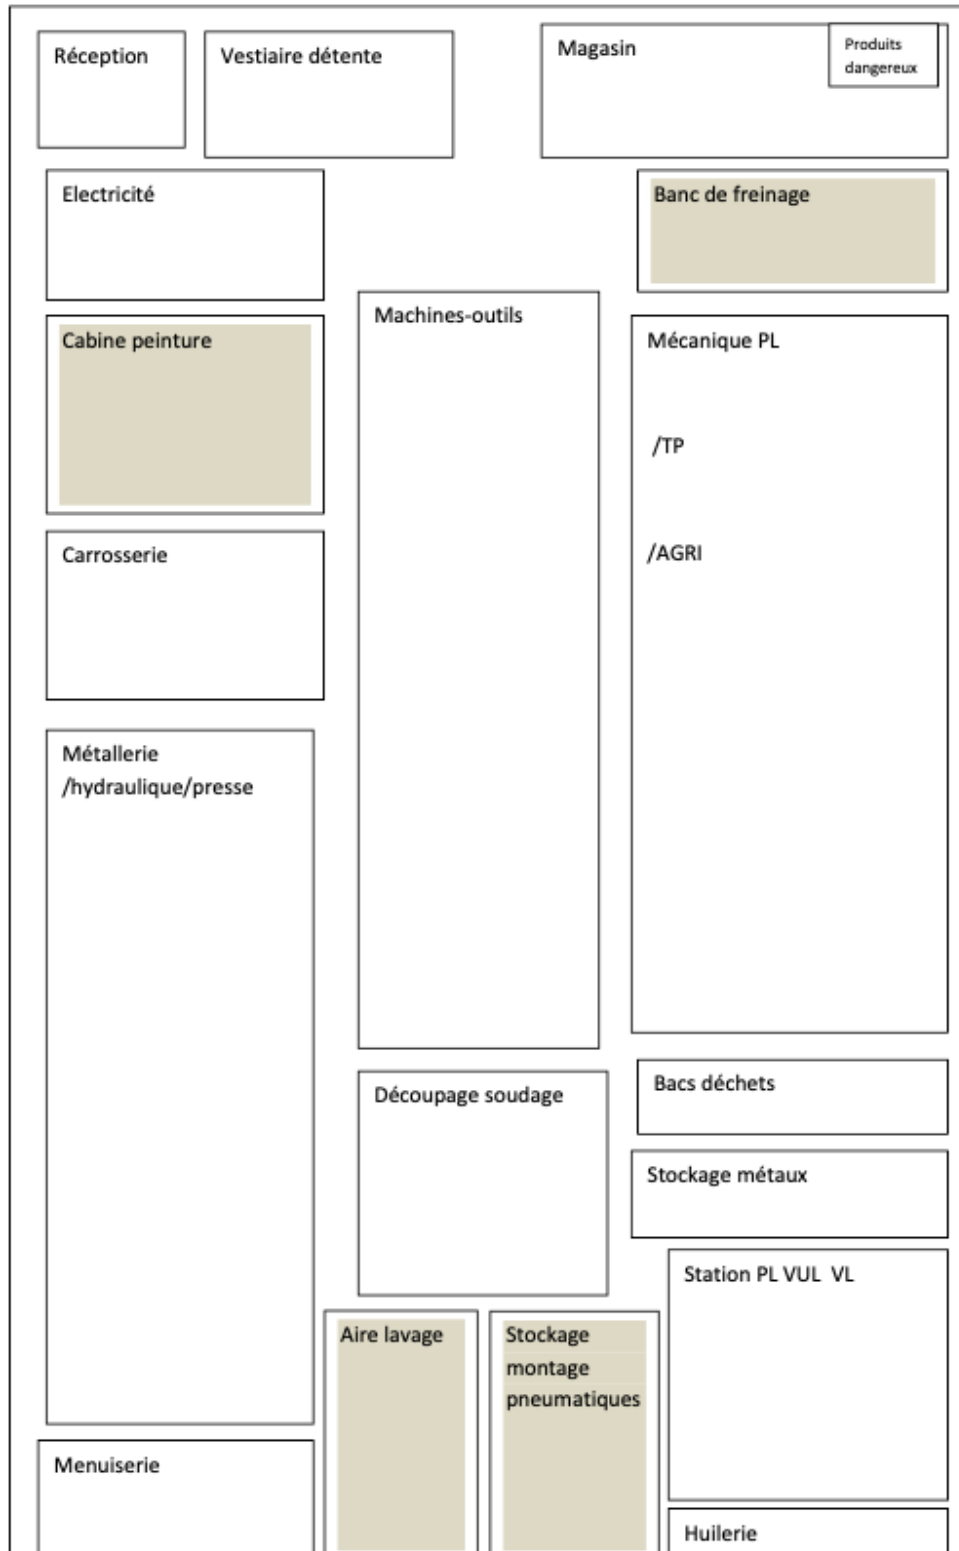 Réception
Vestiaire détente
Magasin
Produits
dangereux
Electricité
Banc de freinage
Machines-outils
Cabine peinture
Mécanique PL
/TP
/AGRI
Carrosserie
Métallerie
/hydraulique/presse
Découpage soudage
Bacs déchets
Stockage métaux
Station PL VUL VL
Aire lavage
Stockage
montage
pneumatiques
Menuiserie
Huilerie